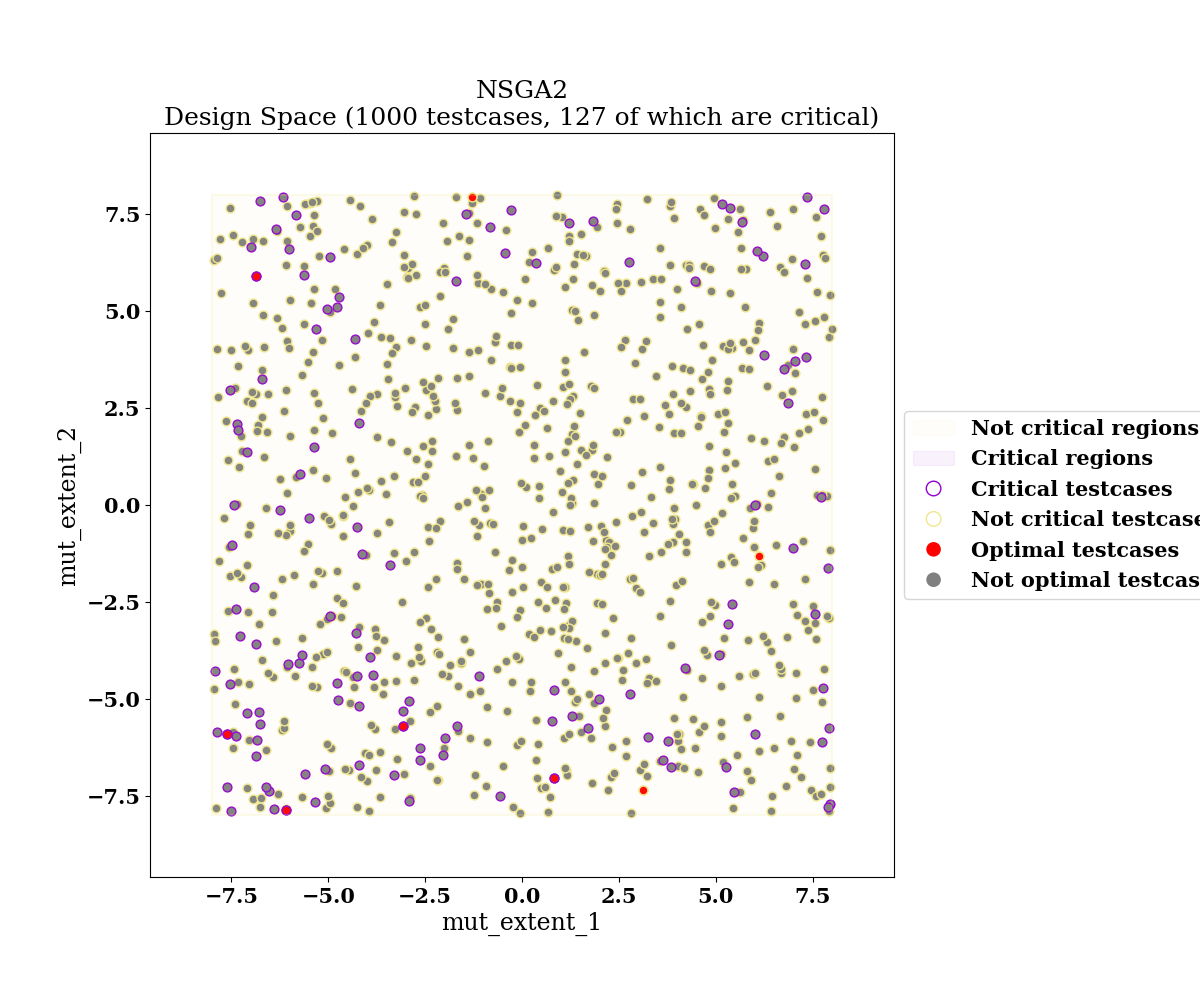 NSGA2
Design Space (1000 testcases, 127 of which are critical)
mut_extent_2
7.5
5.0
2.5
0.0
−2.5
−5.0
−7.5
−7.5 −5.0 −2.5 0.0 2.5 5.0 7.5
mut_extent_1
Not critical regions
Critical regions
Critical testcases
Not critical testcase
Optimal testcases
Not optimal testcas